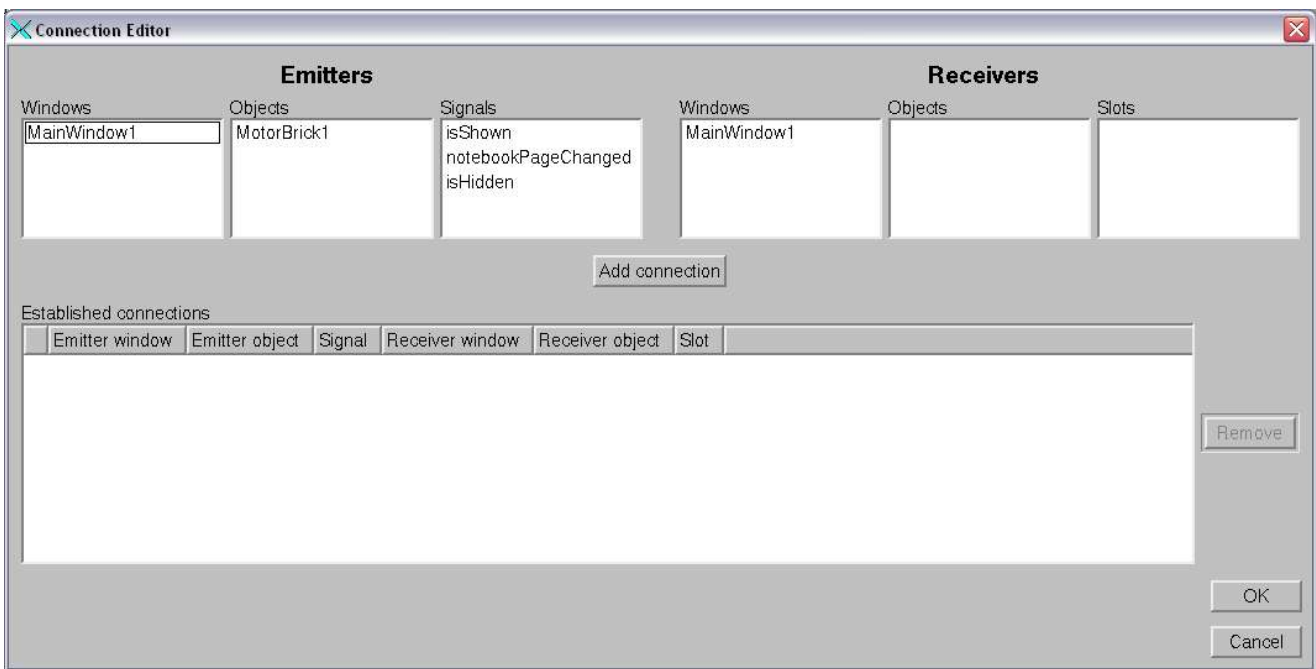 Connection Editor
Emitters
Receivers
Windows
Objects
Signals
Windows
Objects
Slots
MainWindow1
MotorBrick1
isShown
notebookPageChanged
isHidden
MainWindow1
Add connection
Established connections
Emitter window Emitter object Signal Receiver window Receiver object Slot
Remove
OK
Cancel